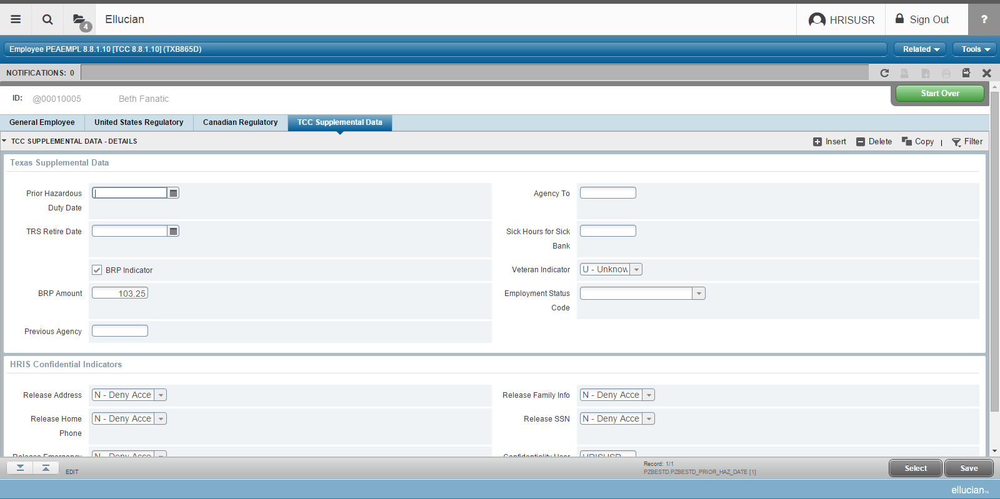 4
Ellucian
HRISUSR
Sign Out
?
Employee PEAEMPL 8.8.1.10 [TCC 8.8.1.10] (TXB865D)
Related
Tools
NOTIFICATIONS: 0
ID: @00010005 Beth Fanatic
Start Over
General Employee
United States Regulatory
Canadian Regulatory
TCC Supplemental Data
TCC SUPPLEMENTAL DATA - DETAILS
Insert
Delete
Copy
Filter
Texas Supplemental Data
Prior Hazardous
Duty Date
Agency To
TRS Retire Date
Sick Hours for Sick
Bank
BRP Indicator
Veteran Indicator U - Unknow
BRP Amount 103.25
Employment Status
Code
Previous Agency
HRIS Confidential Indicators
Release Address N - Deny Acce
Release Family Info N - Deny Acce
Release Home
Phone
N - Deny Acce
Release SSN N - Deny Acce
Release Emergency N - Deny Acce
Confidentiality User HRISUSR
EDIT
Record: 1/1
PZBESTD.PZBESTD_PRIOR_HAZ_DATE [1]
Select
Save
ellucian